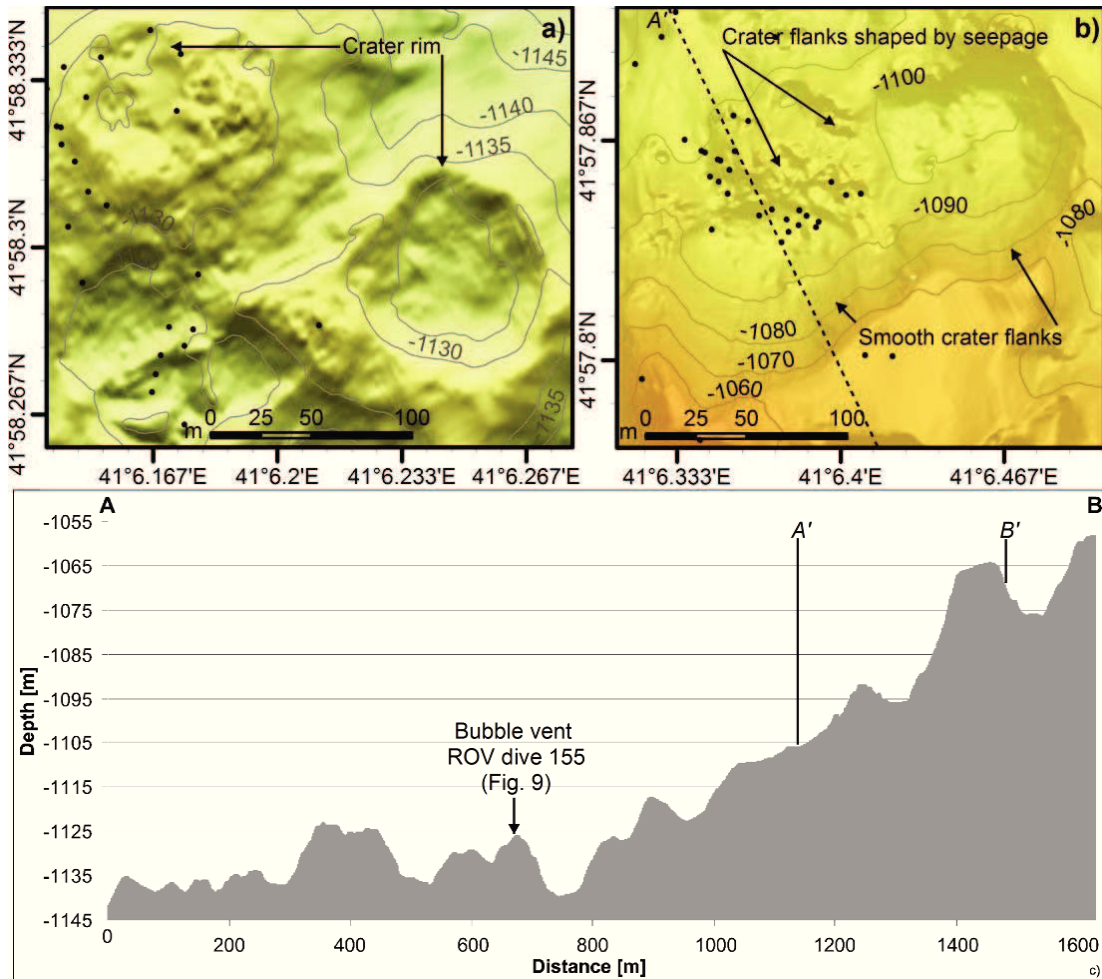 a)
Crater rim
-1145
-1140
-1135
-1130
-1130
-1135
41°58.333'N
41°58.3'N
41°58.267'N
0 25 50 100
m
41°6.167'E 41°6.2'E 41°6.233'E 41°6.267'E
A'
b)
Crater flanks shaped by seepage
-1100
-1090
-1080
-1080
-1070
-1060
Smooth crater flanks
41°57.867'N
41°57.8'N
0 25 50 100
m
41°6.333'E 41°6.4'E 41°6.467'E
A
B
A'
B'
-1055
-1065
-1075
-1085
-1095
-1105
-1115
-1125
-1135
-1145
Depth [m]
Bubble vent
ROV dive 155
(Fig. 9)
0 200 400 600 800 1000 1200 1400 1600
Distance [m]
c)